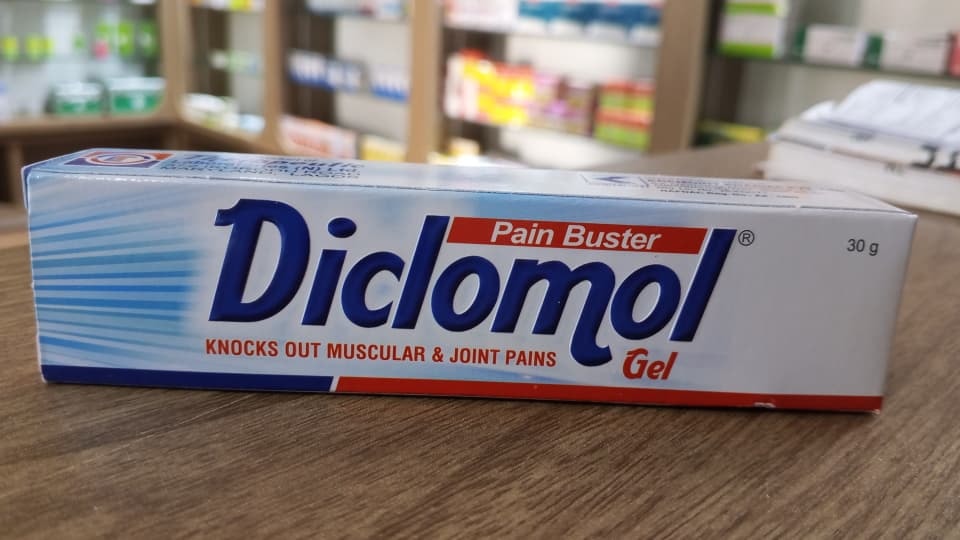 Pain Buster
Diclomol®
30 g
KNOCKS OUT MUSCULAR & JOINT PAINS
Gel